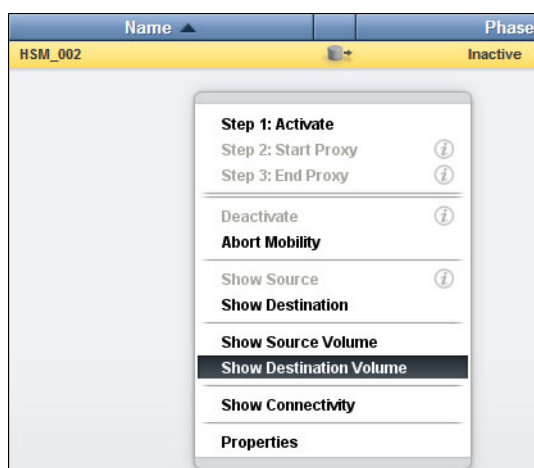 Name Phase
HSM_002 Inactive
Step 1: Activate
Step 2: Start Proxy
Step 3: End Proxy
Deactivate
Abort Mobility
Show Source
Show Destination
Show Source Volume
Show Destination Volume
Show Connectivity
Properties